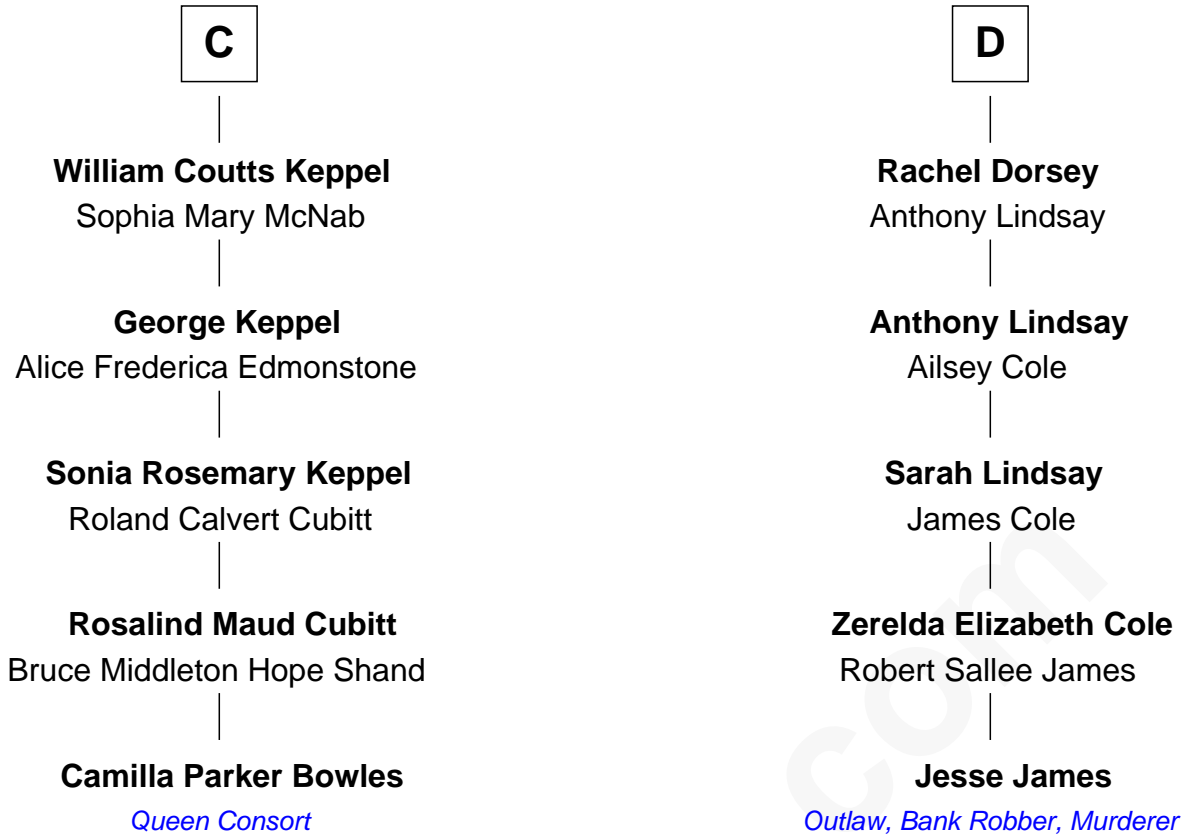 C
William Coutts Keppel
Sophia Mary McNab
George Keppel
Alice Frederica Edmonstone
Sonia Rosemary Keppel
Roland Calvert Cubitt
Rosalind Maud Cubitt
Bruce Middleton Hope Shand
Camilla Parker Bowles
Queen Consort
D
Rachel Dorsey
Anthony Lindsay
Anthony Lindsay
Ailsey Cole
Sarah Lindsay
James Cole
Zerelda Elizabeth Cole
Robert Sallee James
Jesse James
Outlaw, Bank Robber, Murderer
com